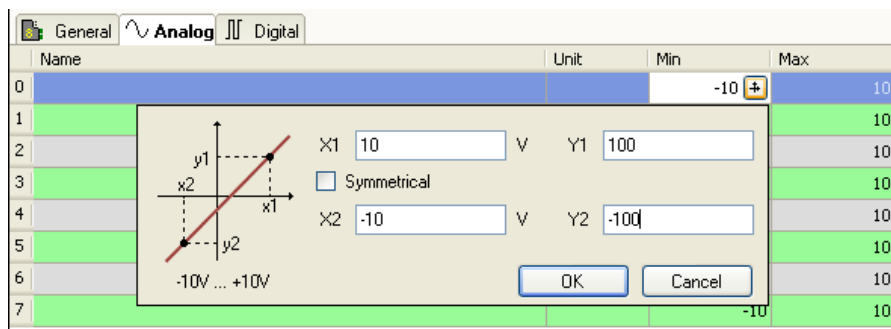 General Analog Digital
Name Unit Min Max
0 -10 10
1 10
2 10
3 10
4 10
5 10
6 10
7 -10 10
y1
x2
x1
y2
-10V ... +10V
X1 10 V Y1 100
Symmetrical
X2 -10 V Y2 -100
OK Cancel